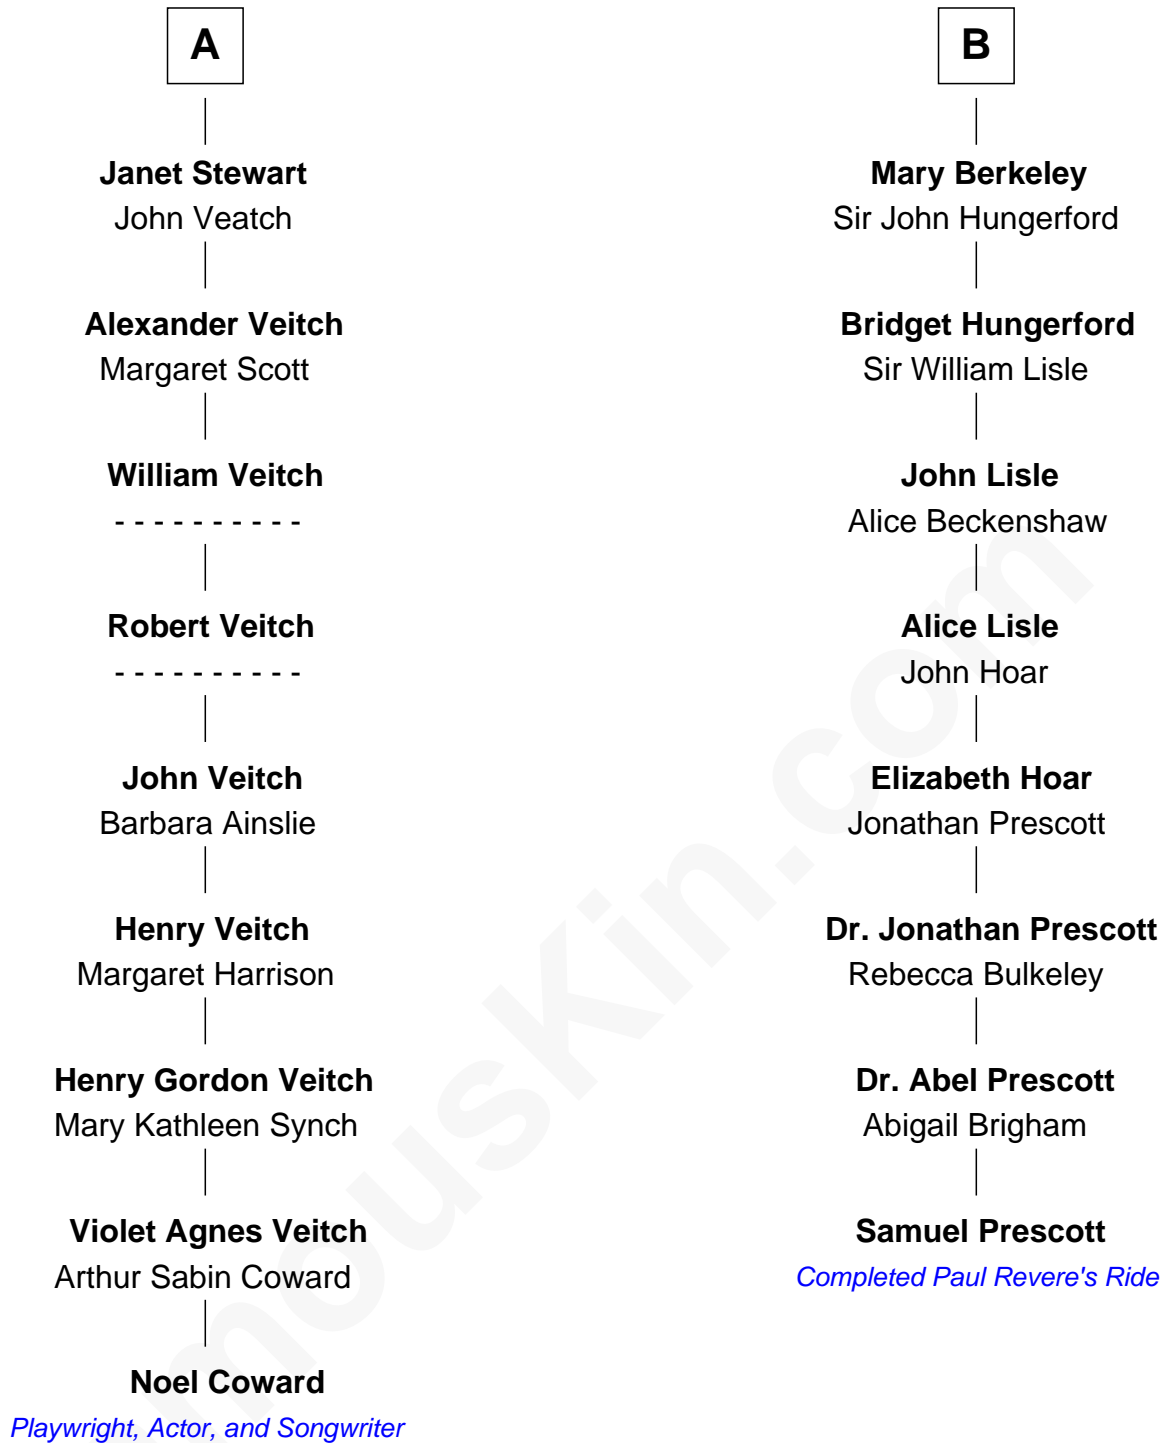 A
Janet Stewart
John Veatch
Alexander Veitch
Margaret Scott
William Veitch
- - - - - - - - - -
Robert Veitch
- - - - - - - - - -
John Veitch
Barbara Ainslie
Henry Veitch
Margaret Harrison
Henry Gordon Veitch
Mary Kathleen Synch
Violet Agnes Veitch
Arthur Sabin Coward
Noel Coward
Playwright, Actor, and Songwriter
B
Mary Berkeley
Sir John Hungerford
Bridget Hungerford
Sir William Lisle
John Lisle
Alice Beckenshaw
Alice Lisle
John Hoar
Elizabeth Hoar
Jonathan Prescott
Dr. Jonathan Prescott
Rebecca Bulkeley
Dr. Abel Prescott
Abigail Brigham
Samuel Prescott
Completed Paul Revere's Ride
mousKin.com